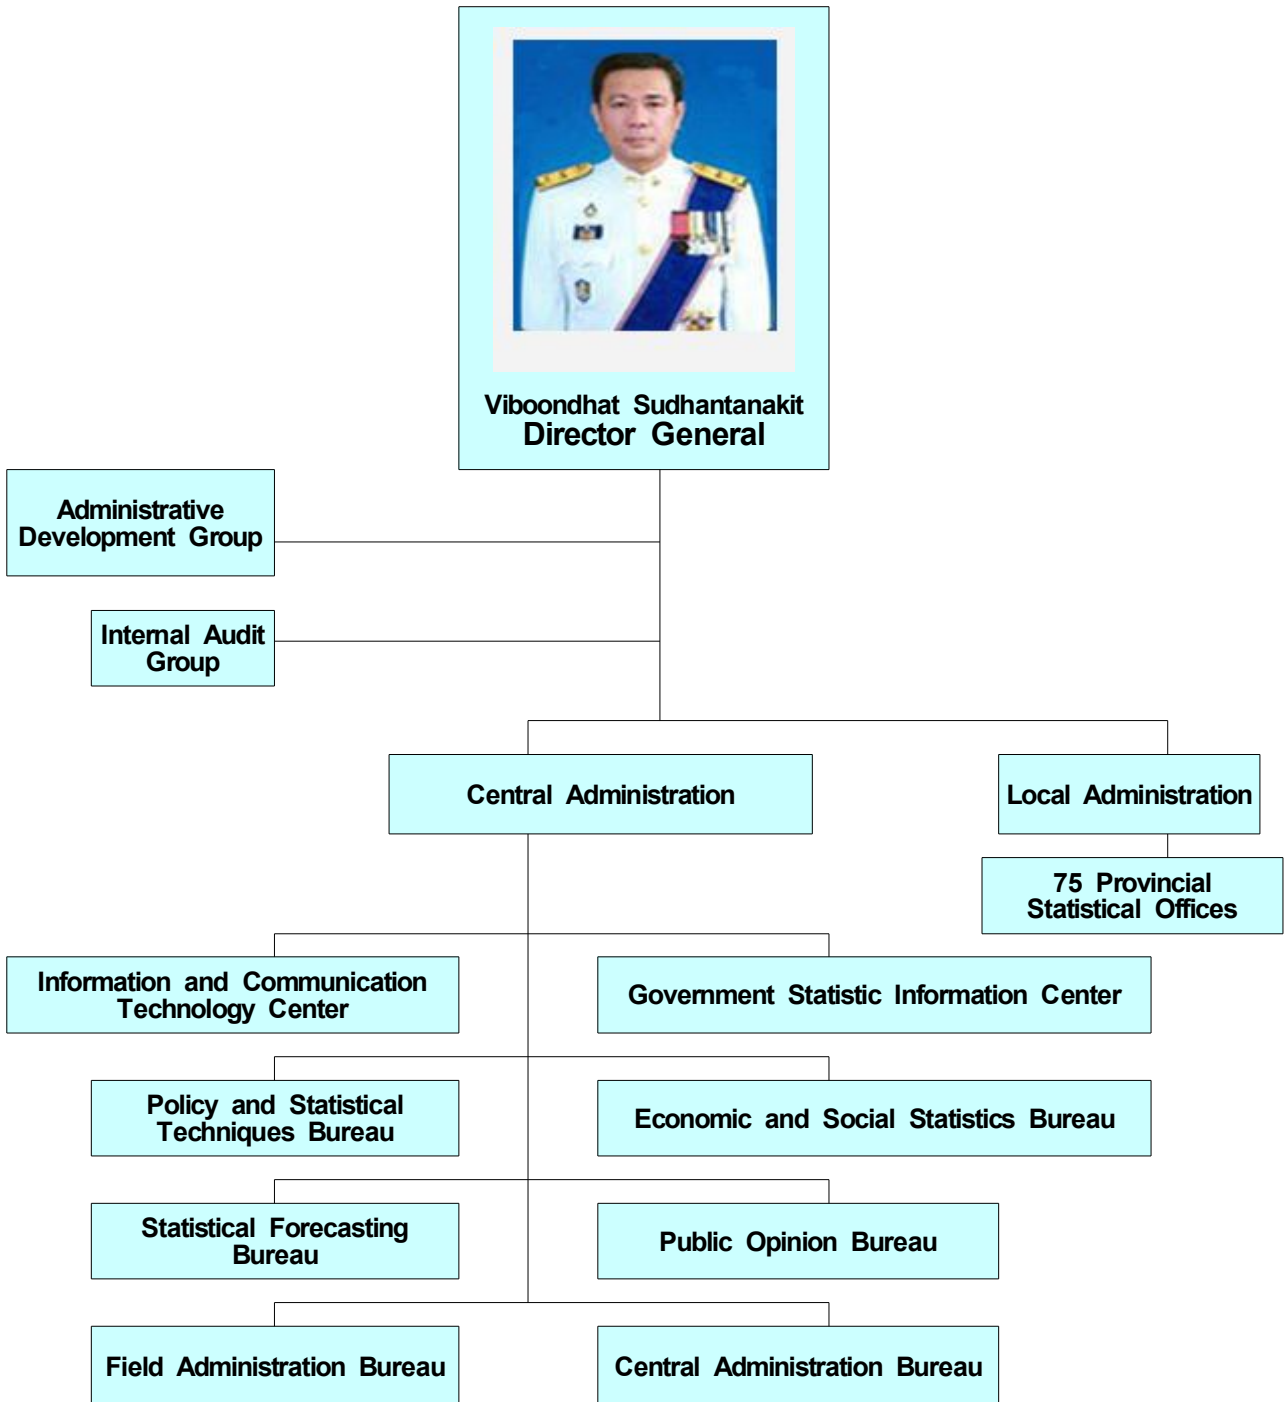 Viboondhat Sudhantanakit
Director General
Administrative
Development Group
Internal Audit
Group
Central Administration
Local Administration
75 Provincial
Statistical Offices
Information and Communication
Technology Center
Government Statistic Information Center
Policy and Statistical
Techniques Bureau
Economic and Social Statistics Bureau
Statistical Forecasting
Bureau
Public Opinion Bureau
Field Administration Bureau
Central Administration Bureau